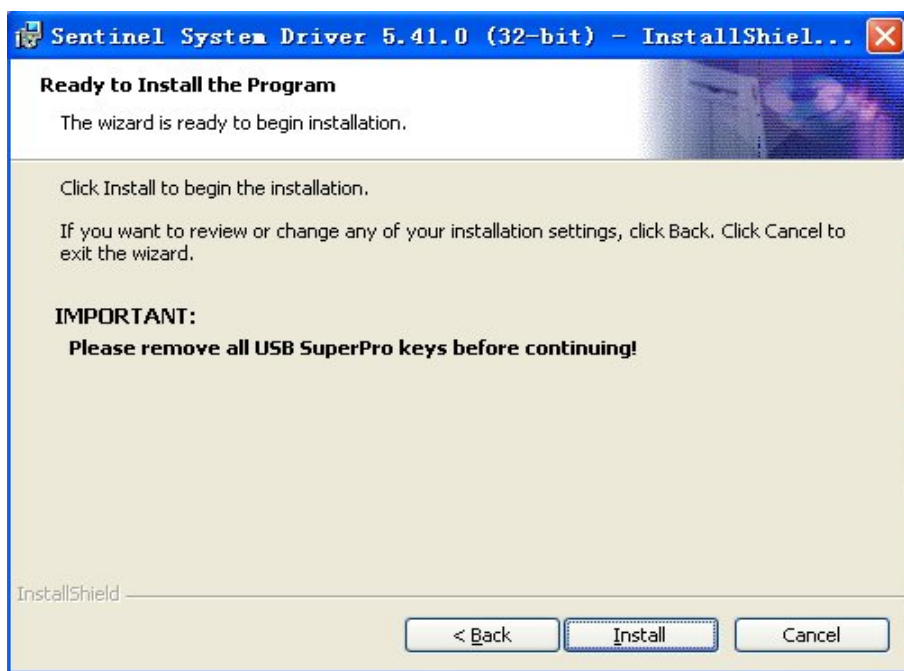 Sentinel System Driver 5.41.0 (32-bit) - InstallShiel...
Ready to Install the Program
The wizard is ready to begin installation.
Click Install to begin the installation.
If you want to review or change any of your installation settings, click Back. Click Cancel to
exit the wizard.
IMPORTANT:
Please remove all USB SuperPro keys before continuing!
InstallShield
< Back
Install
Cancel